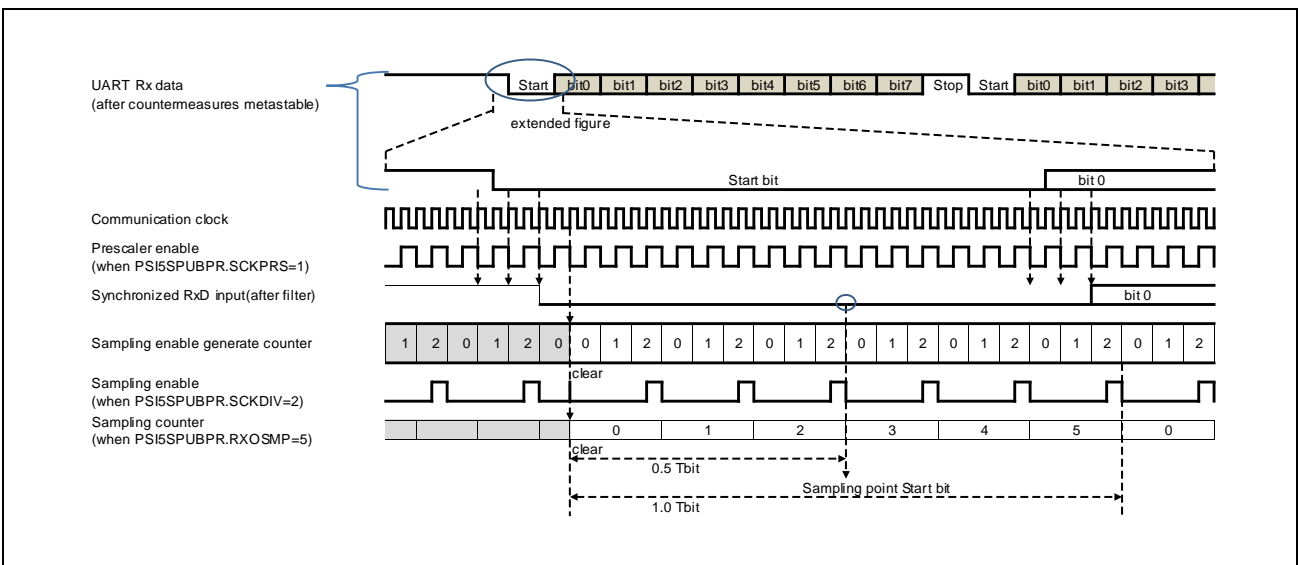 UART Rx data
(after countermeasures metastable)
Start bit0 bit1 bit2 bit3 bit4 bit5 bit6 bit7 Stop Start bit0 bit1 bit2 bit3
extended figure
Start bit bit 0
Communication clock
Prescaler enable
(when PSI5SPUBPR.SCKPRS=1)
Synchronized RxD input(after filter) bit 0
Sampling enable generate counter 1 2 0 1 2 0 0 1 2 0 1 2 0 1 2 0 1 2 0 1 2 0 1 2 0 1 2
clear
Sampling enable
(when PSI5SPUBPR.SCKDIV=2)
Sampling counter
(when PSI5SPUBPR.RXOSMP=5) 0 1 2 3 4 5 0
clear
0.5 Tbit
Sampling point Start bit
1.0 Tbit